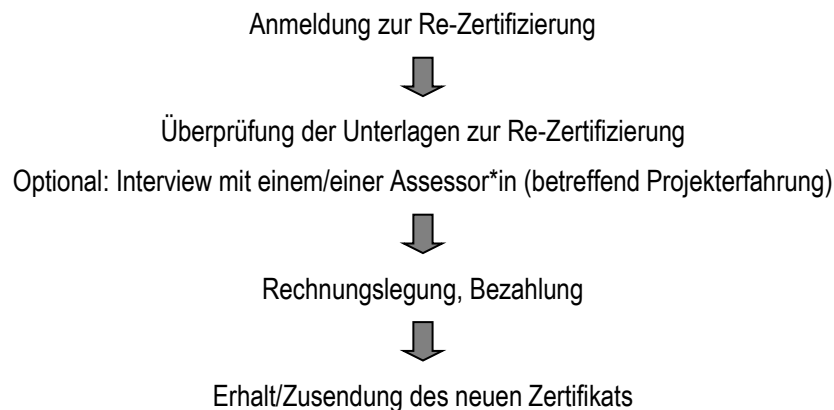 Anmeldung zur Re-Zertifizierung
Überprüfung der Unterlagen zur Re-Zertifizierung
Optional: Interview mit einem/einer Assessor*in (betreffend Projekterfahrung)
Rechnungslegung, Bezahlung
Erhalt/Zusendung des neuen Zertifikats